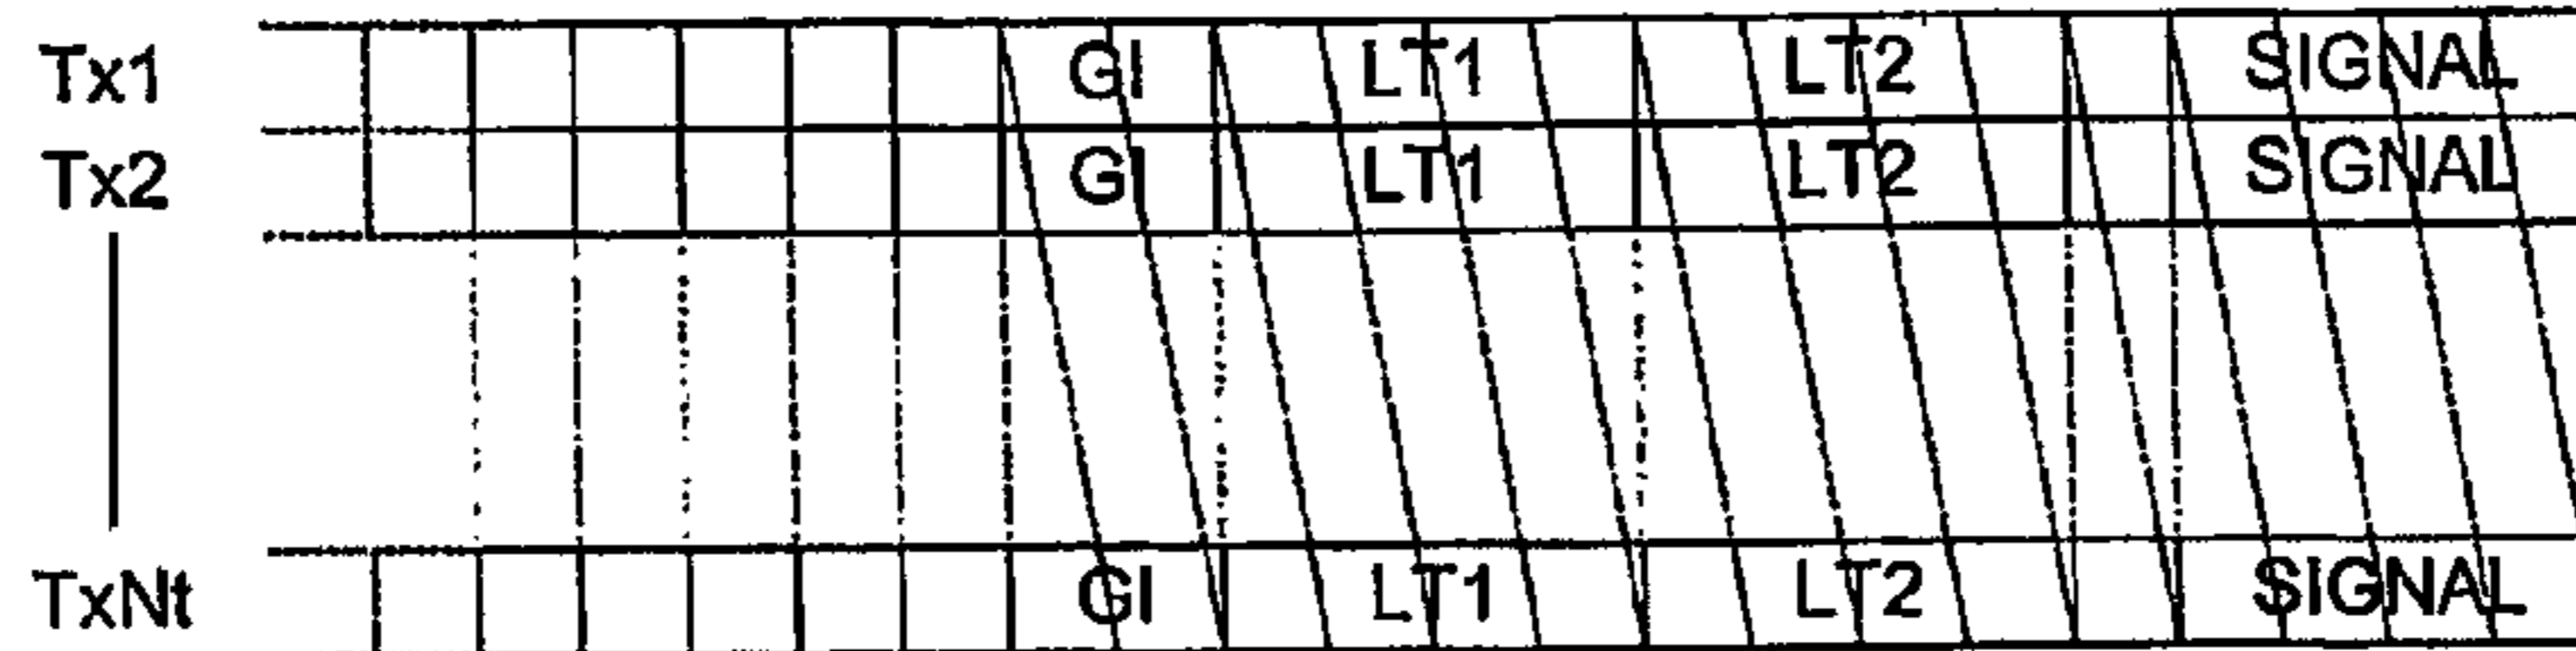 Tx1 GI LT1 LT2 SIGNAL
Tx2 GI LT1 LT2 SIGNAL
TxNt GI LT1 LT2 SIGNAL